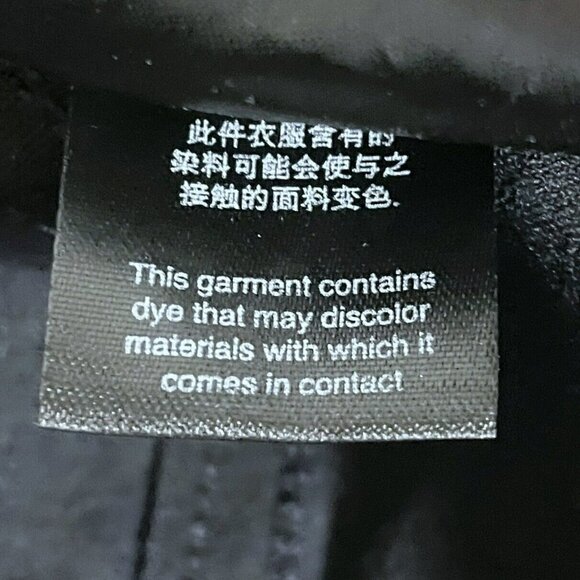 此件衣服含有的
染料可能会使与之
接触的面料变色.
This garment contains
dye that may discolor
materials with which it
comes in contact